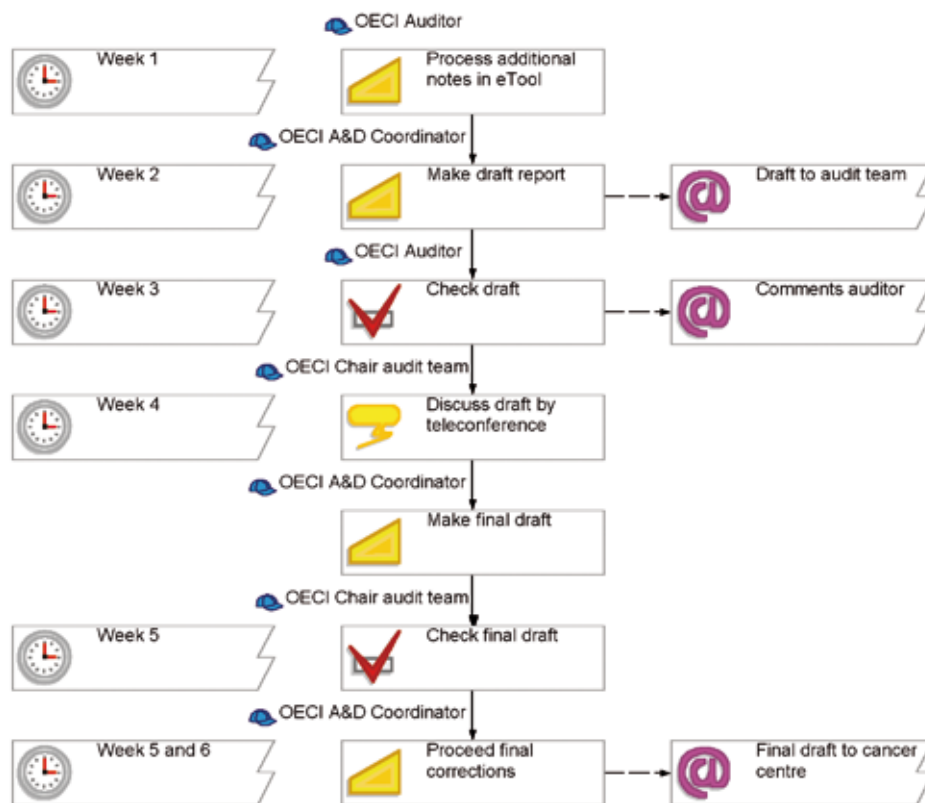 OECI Auditor
Week 1
Process additional
notes in eTool
OECI A&D Coordinator
Week 2
Make draft report
Draft to audit team
OECI Auditor
Week 3
Check draft
Comments auditor
OECI Chair audit team
Week 4
Discuss draft by
teleconference
OECI A&D Coordinator
Make final draft
OECI Chair audit team
Week 5
Check final draft
OECI A&D Coordinator
Week 5 and 6
Proceed final
corrections
Final draft to cancer
centre